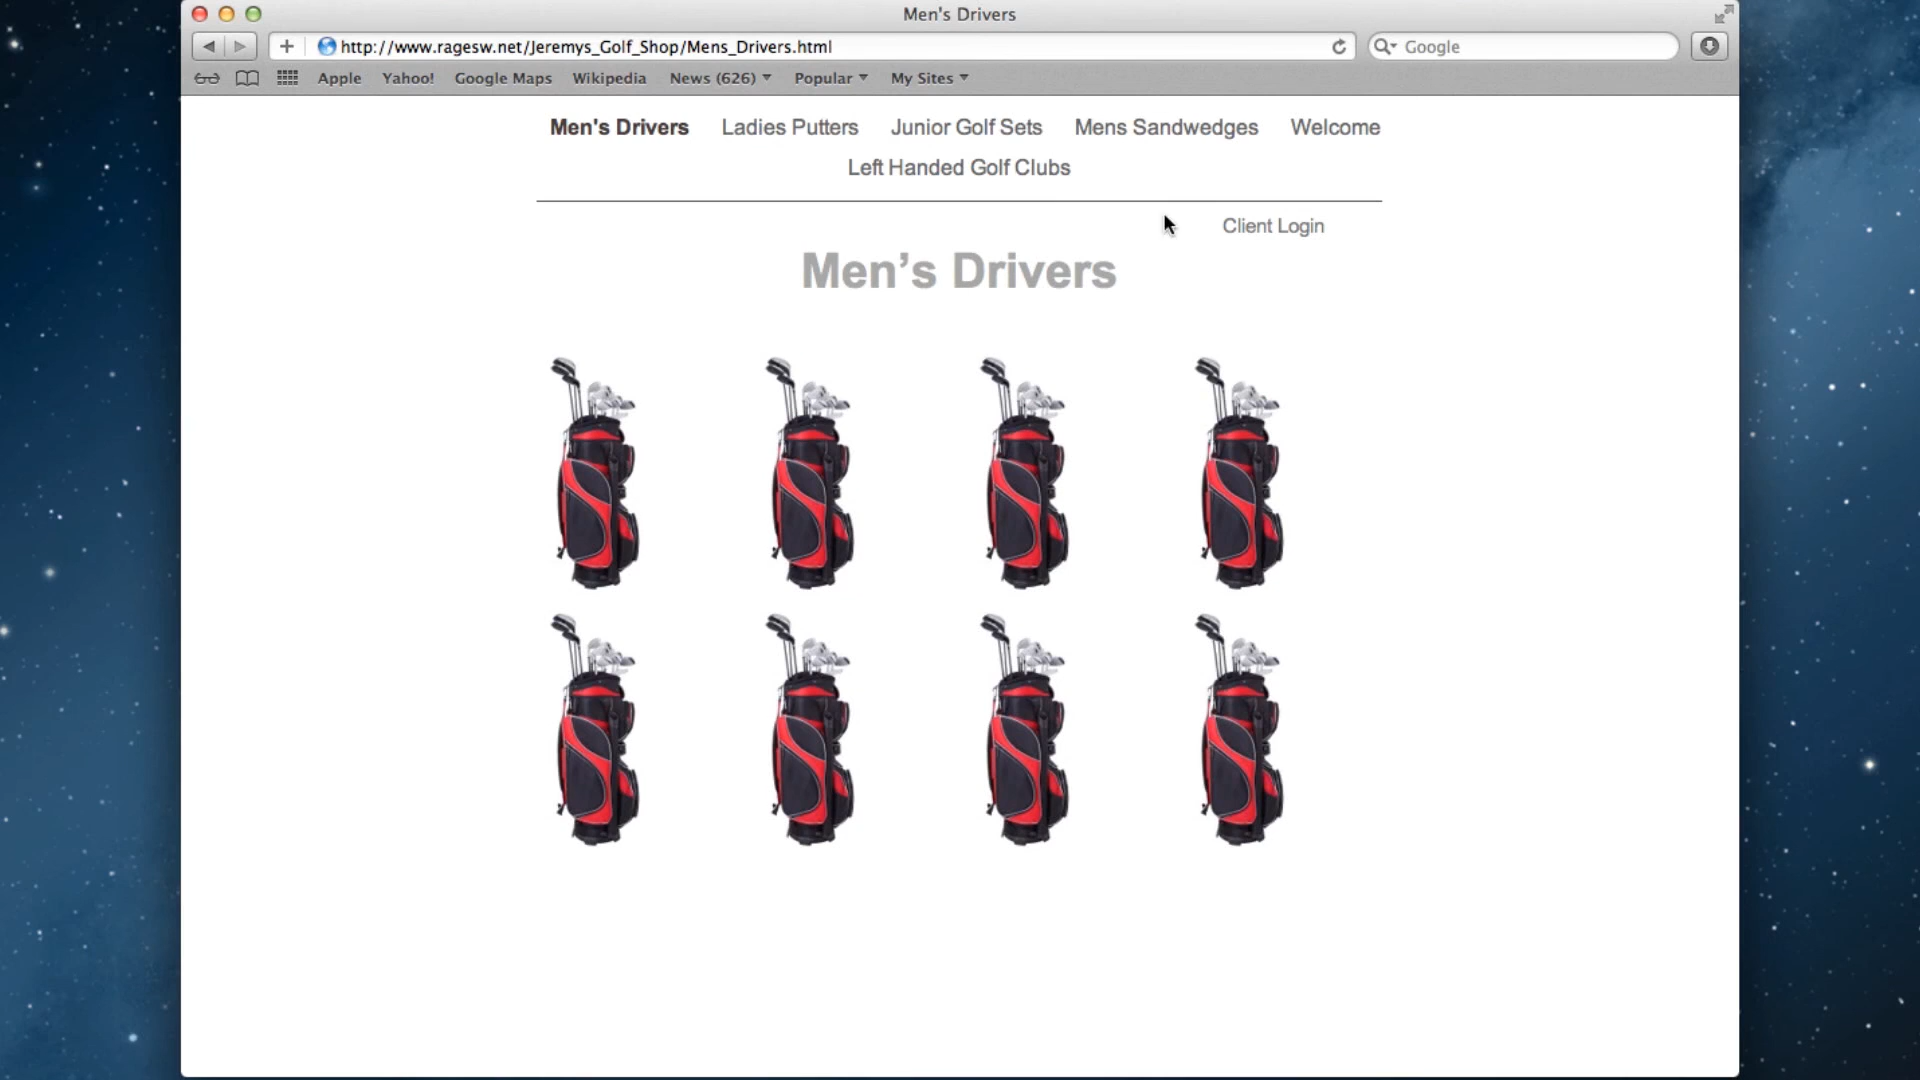 Men's Drivers
http://www.ragesw.net/Jeremys_Golf_Shop/Mens_Drivers.html
Google
Apple Yahoo! Google Maps Wikipedia News (626) Popular My Sites
Men's Drivers Ladies Putters Junior Golf Sets Mens Sandwedges Welcome
Left Handed Golf Clubs
Client Login
Men’s Drivers